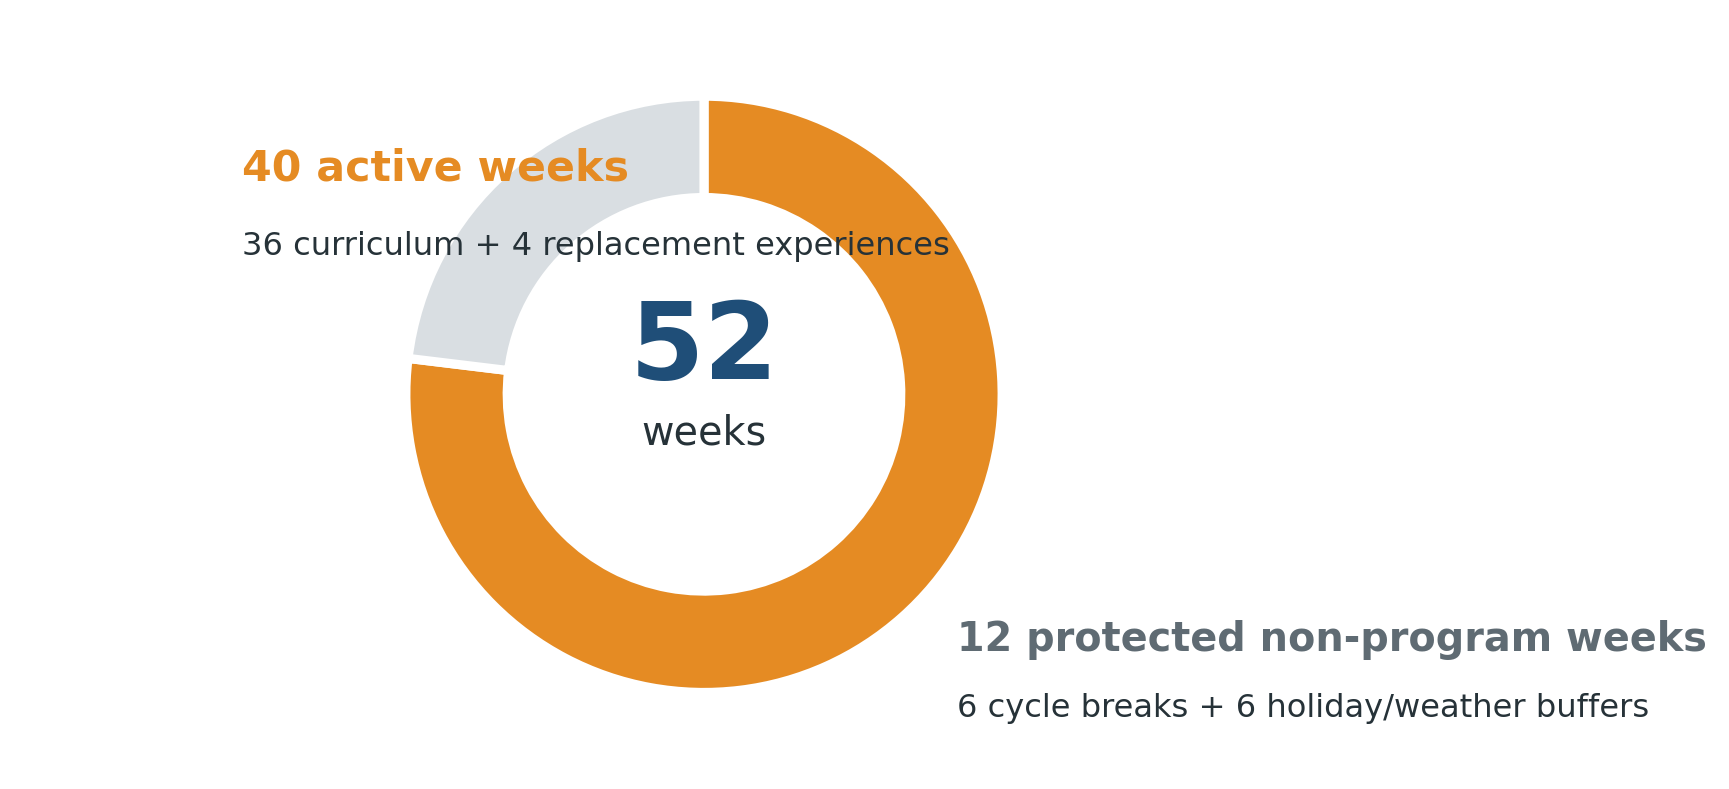 40 active weeks
36 curriculum + 4 replacement experiences
52
weeks
12 protected non-program weeks
6 cycle breaks + 6 holiday/weather buffers